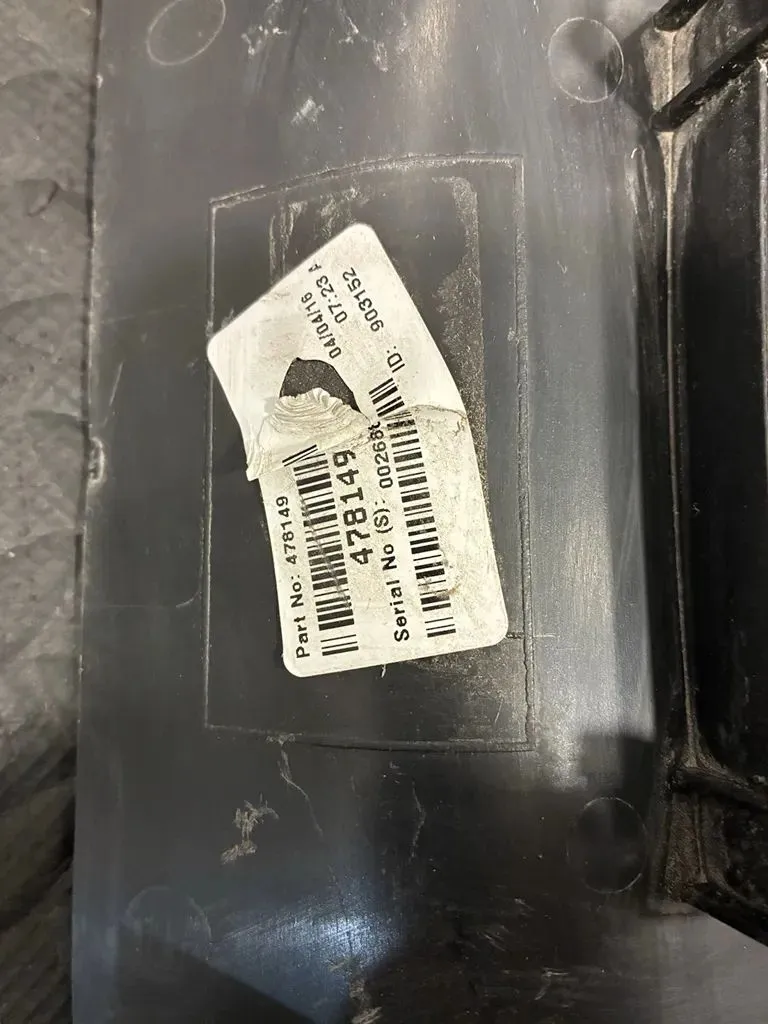 Part No: 478149
478149
Serial No (S): 00268
04/04/16
07:23 A
ID: 903152